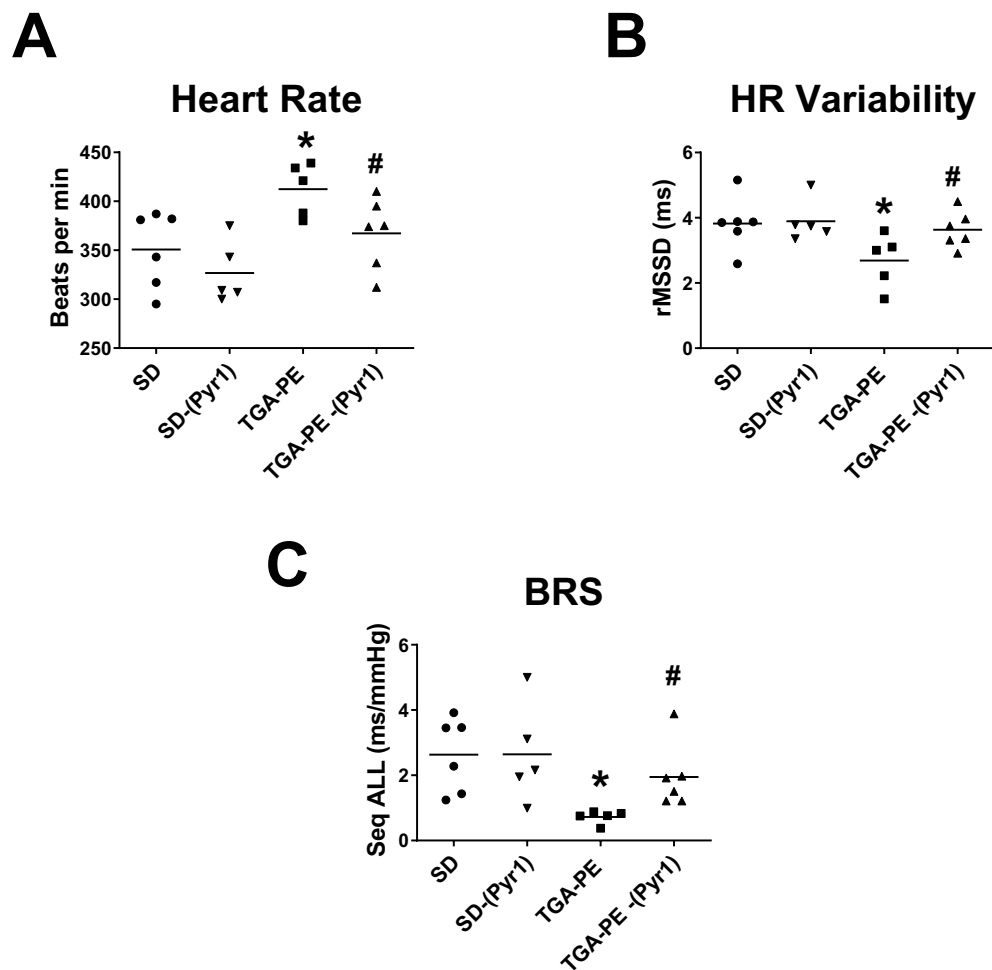 A
Heart Rate
Beats per min
450
400
350
300
250
*
#
SD
SD-(Pyr1)
TGA-PE
TGA-PE -(Pyr1)
B
HR Variability
rMSSD (ms)
6
4
2
0
*
#
SD
SD-(Pyr1)
TGA-PE
TGA-PE -(Pyr1)
C
BRS
Seq ALL (ms/mmHg)
6
4
2
0
*
#
SD
SD-(Pyr1)
TGA-PE
TGA-PE -(Pyr1)